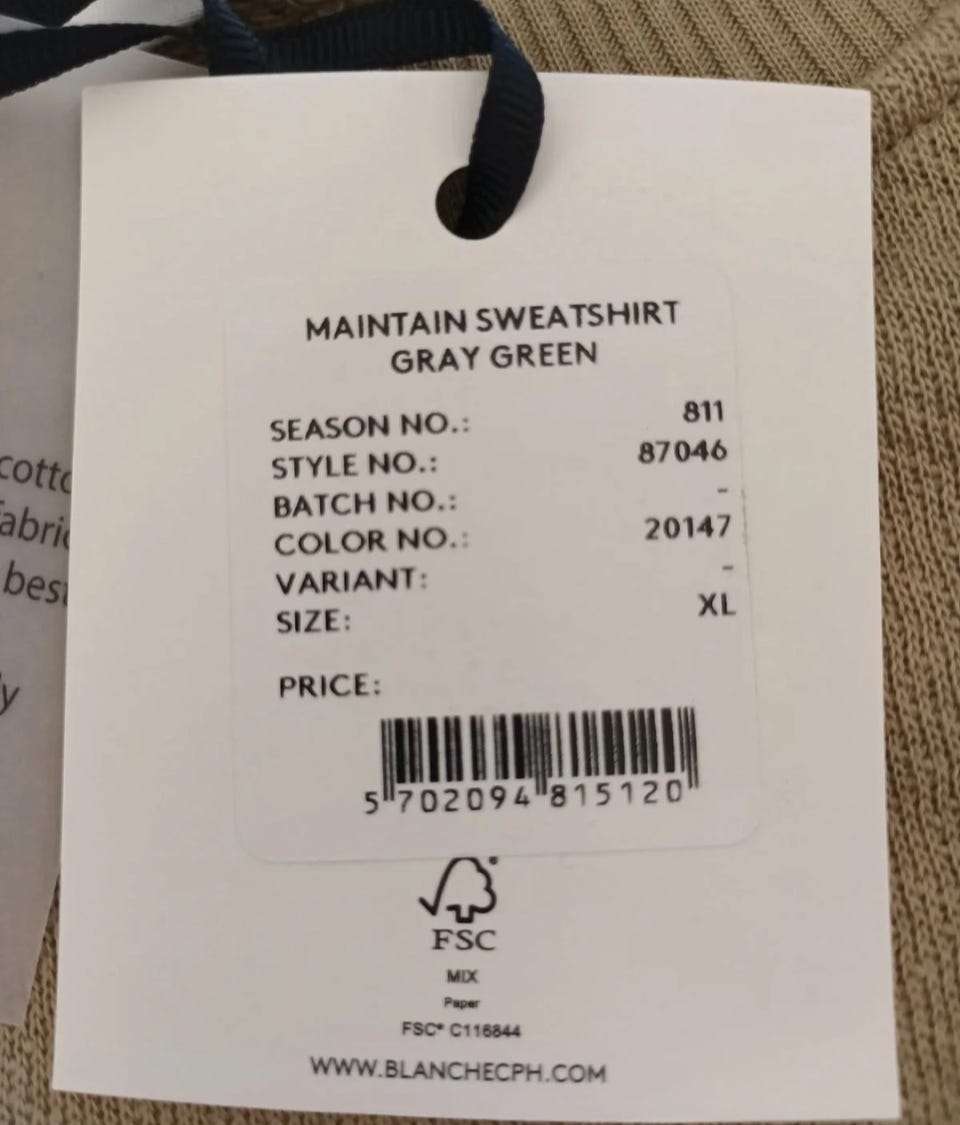 MAINTAIN SWEATSHIRT
GRAY GREEN
SEASON NO.: 811
STYLE NO.: 87046
BATCH NO.: -
COLOR NO.: 20147
VARIANT: -
SIZE: XL
PRICE:
5 702094 815120
FSC
MIX
Paper
FSC® C116844
WWW.BLANCHECPH.COM
best